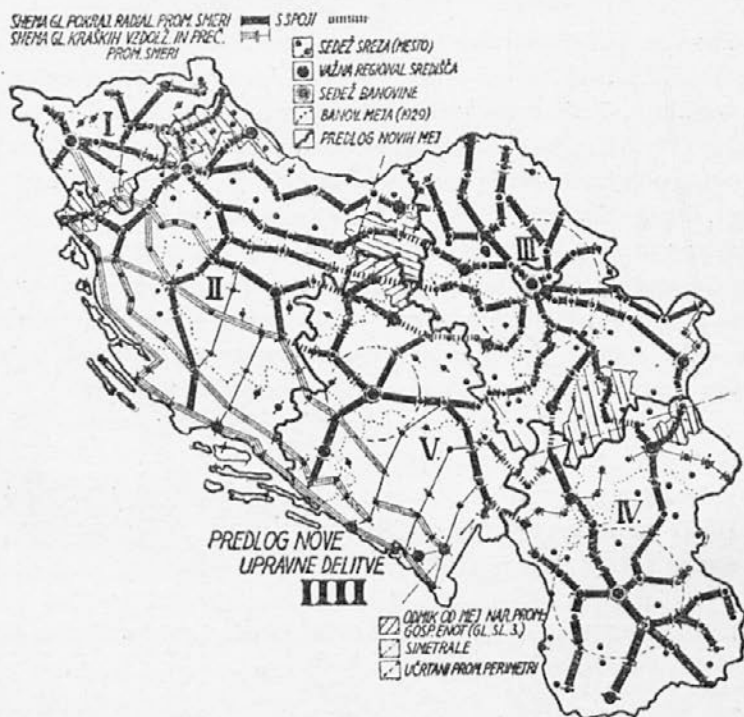 SHEMA GL. POKRAJ. RADIAL. PROM. SMERI
S SPOJI
SHEMA GL. KRAŠKIH VZDOLŽ. IN PREČ.
PROM. SMERI
SEDEŽ SREZA (MESTO)
VAŽNA REGIONAL SREDIŠČA
SEDEŽ BANOVINE
BANOV. MEJA (1929)
PREDLOG NOVIH MEJ
I
II
III
V
IV
PREDLOG NOVE
UPRAVNE DELITVE
ODMIK OD MEJ NAR. PROM.
GOSP. ENOT (GL. SL. 3.)
SIMETRALE
UČRTANI PROM. PERIMETRI